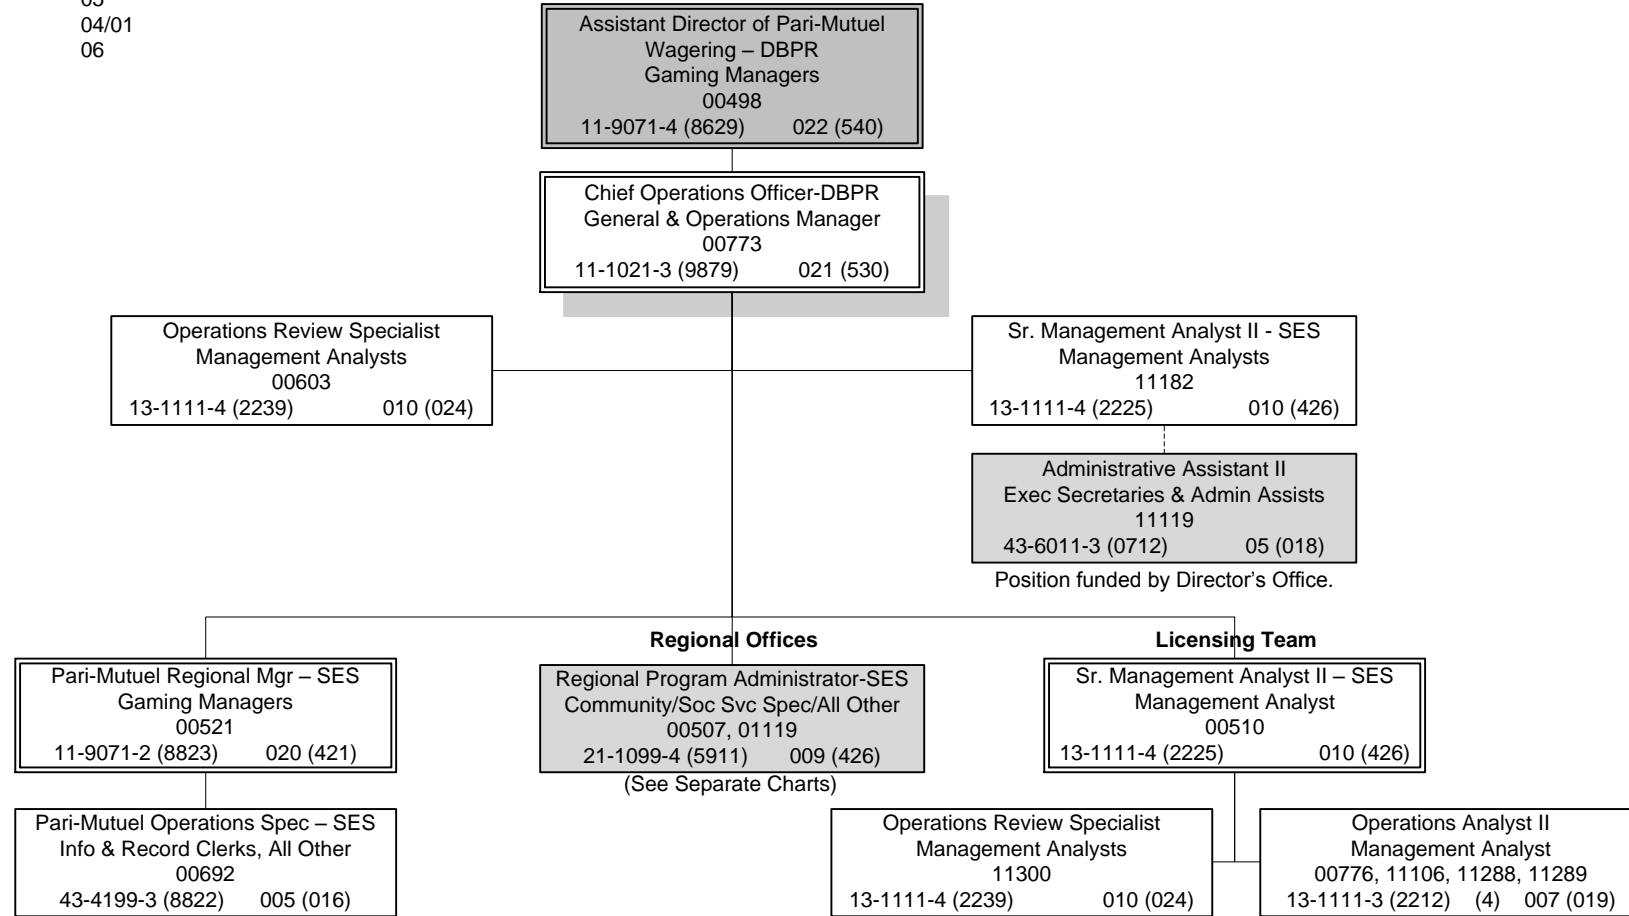 05
04/01
06
Assistant Director of Pari-Mutuel
Wagering – DBPR
Gaming Managers
00498
11-9071-4 (8629) 022 (540)
Chief Operations Officer-DBPR
General & Operations Manager
00773
11-1021-3 (9879) 021 (530)
Operations Review Specialist
Management Analysts
00603
13-1111-4 (2239) 010 (024)
Sr. Management Analyst II - SES
Management Analysts
11182
13-1111-4 (2225) 010 (426)
Administrative Assistant II
Exec Secretaries & Admin Assists
11119
43-6011-3 (0712) 05 (018)
Position funded by Director's Office.
Pari-Mutuel Regional Mgr – SES
Gaming Managers
00521
11-9071-2 (8823) 020 (421)
Pari-Mutuel Operations Spec – SES
Info & Record Clerks, All Other
00692
43-4199-3 (8822) 005 (016)
Regional Offices
Regional Program Administrator-SES
Community/Soc Svc Spec/All Other
00507, 01119
21-1099-4 (5911) 009 (426)
(See Separate Charts)
Licensing Team
Sr. Management Analyst II – SES
Management Analyst
00510
13-1111-4 (2225) 010 (426)
Operations Review Specialist
Management Analysts
11300
13-1111-4 (2239) 010 (024)
Operations Analyst II
Management Analyst
00776, 11106, 11288, 11289
13-1111-3 (2212) (4) 007 (019)